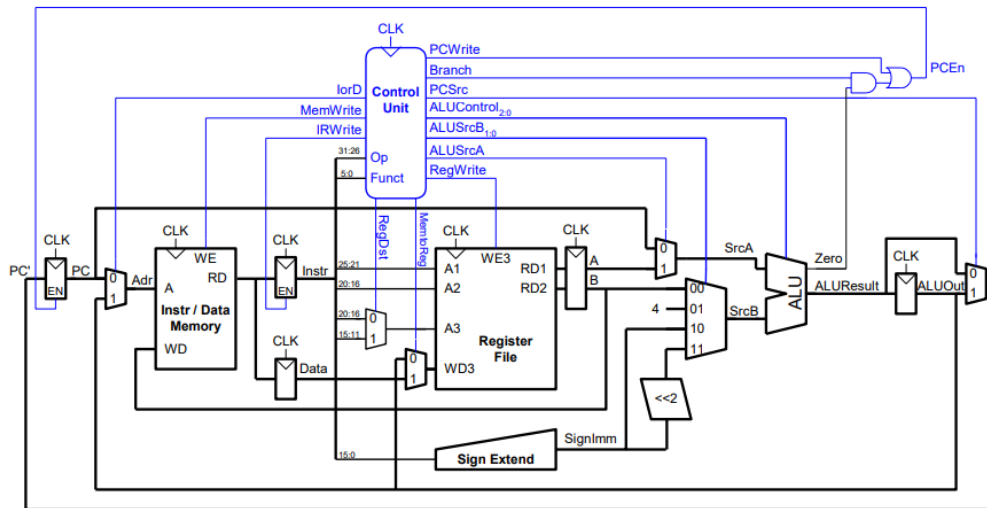 CLK
PCWrite
Branch
PCEn
PCSrc
IorD
Control
Unit
ALUControl2:0
MemWrite
ALUSrcB1:0
IRWrite
ALUSrcA
31:26
Op
RegWrite
5:0
Funct
RegDst
MemtoReg
CLK
CLK
CLK
CLK
CLK
0
SrcA
Zero
CLK
PC'
PC
0
WE
WE3
1
0
Adr
A
RD
Instr
25:21
A1
RD1
A
ALUResult
ALUOut
1
EN
1
EN
20:16
A2
RD2
B
00
ALU
Instr / Data
Memory
4
01
20:16
0
A3
SrcB
15:11
1
Register
File
10
CLK
WD
0
WD3
11
Data
1
<<2
SignImm
15:0
Sign Extend